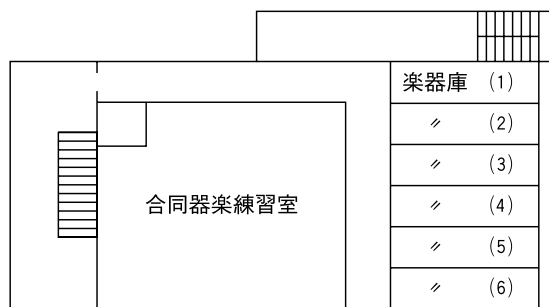 楽器庫 (1)
〃 (2)
〃 (3)
合同器楽練習室 〃 (4)
〃 (5)
〃 (6)